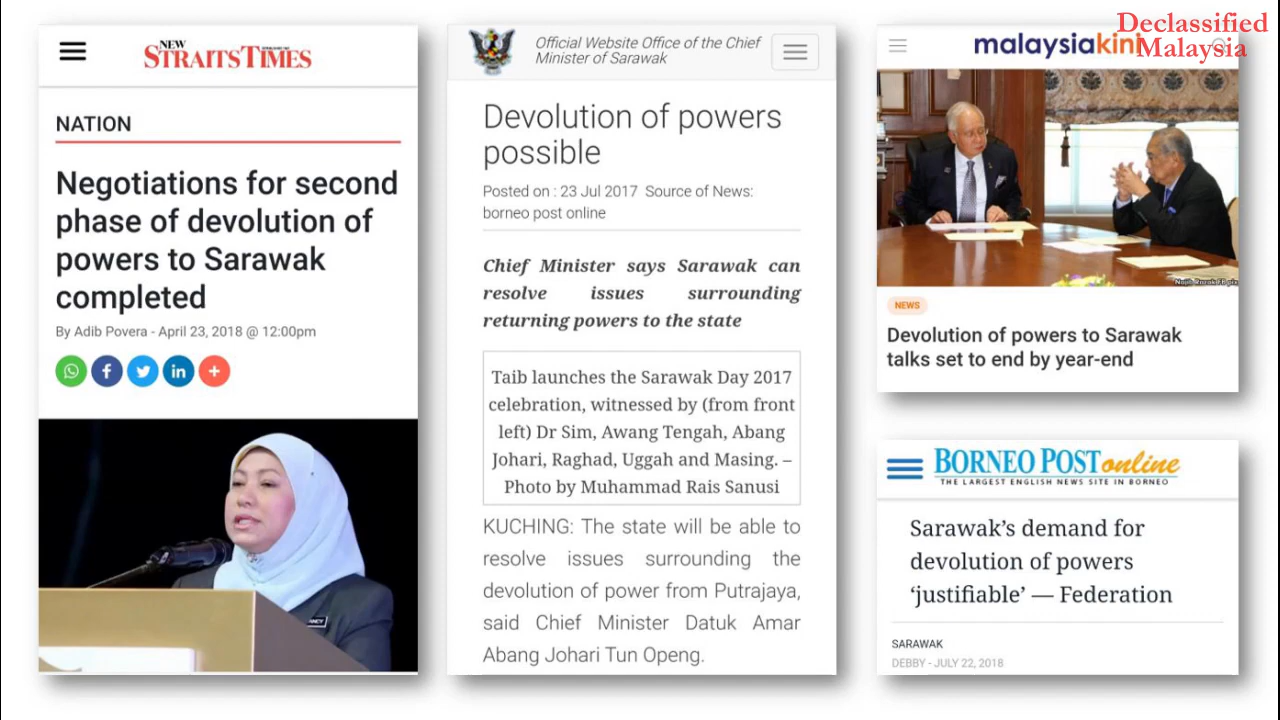 NEW
STRAITS TIMES
NATION
Negotiations for second
phase of devolution of
powers to Sarawak
completed
By Adib Povera - April 23, 2018 @ 12:00pm
Official Website Office of the Chief
Minister of Sarawak
Devolution of powers
possible
Posted on : 23 Jul 2017 Source of News:
borneo post online
Chief Minister says Sarawak can
resolve issues surrounding
returning powers to the state
Taib launches the Sarawak Day 2017
celebration, witnessed by (from front
left) Dr Sim, Awang Tengah, Abang
Johari, Raghad, Uggah and Masing. –
Photo by Muhammad Rais Sanusi
KUCHING: The state will be able to
resolve issues surrounding the
devolution of power from Putrajaya,
said Chief Minister Datuk Amar
Abang Johari Tun Openg.
Declassified
Malaysia
malaysiakini
NEWS
Devolution of powers to Sarawak
talks set to end by year-end
BORNEO POST online
THE LARGEST ENGLISH NEWS SITE IN BORNEO
Sarawak's demand for
devolution of powers
‘justifiable’ — Federation
SARAWAK
DEBBY - JULY 22, 2018